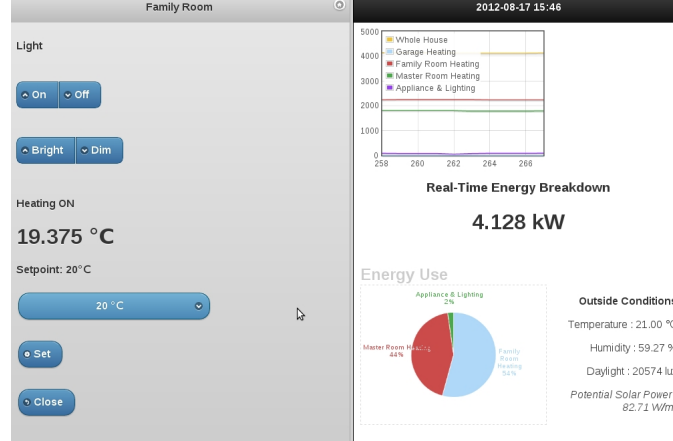 Family Room
Light
On Off
Bright Dim
Heating ON
19.375 °C
Setpoint: 20°C
20 °C
Set
Close
2012-08-17 15:46
5000
4000
3000
2000
1000
0
Whole House
Garage Heating
Family Room Heating
Master Room Heating
Appliance & Lighting
258 260 262 264 266
Real-Time Energy Breakdown
4.128 kW
Energy Use
Appliance & Lighting
2%
Master Room Heating
44%
Family
Room
Heating
54%
Outside Conditions
Temperature : 21.00 °C
Humidity : 59.27 %
Daylight : 20574 lu
Potential Solar Power
82.71 W/m